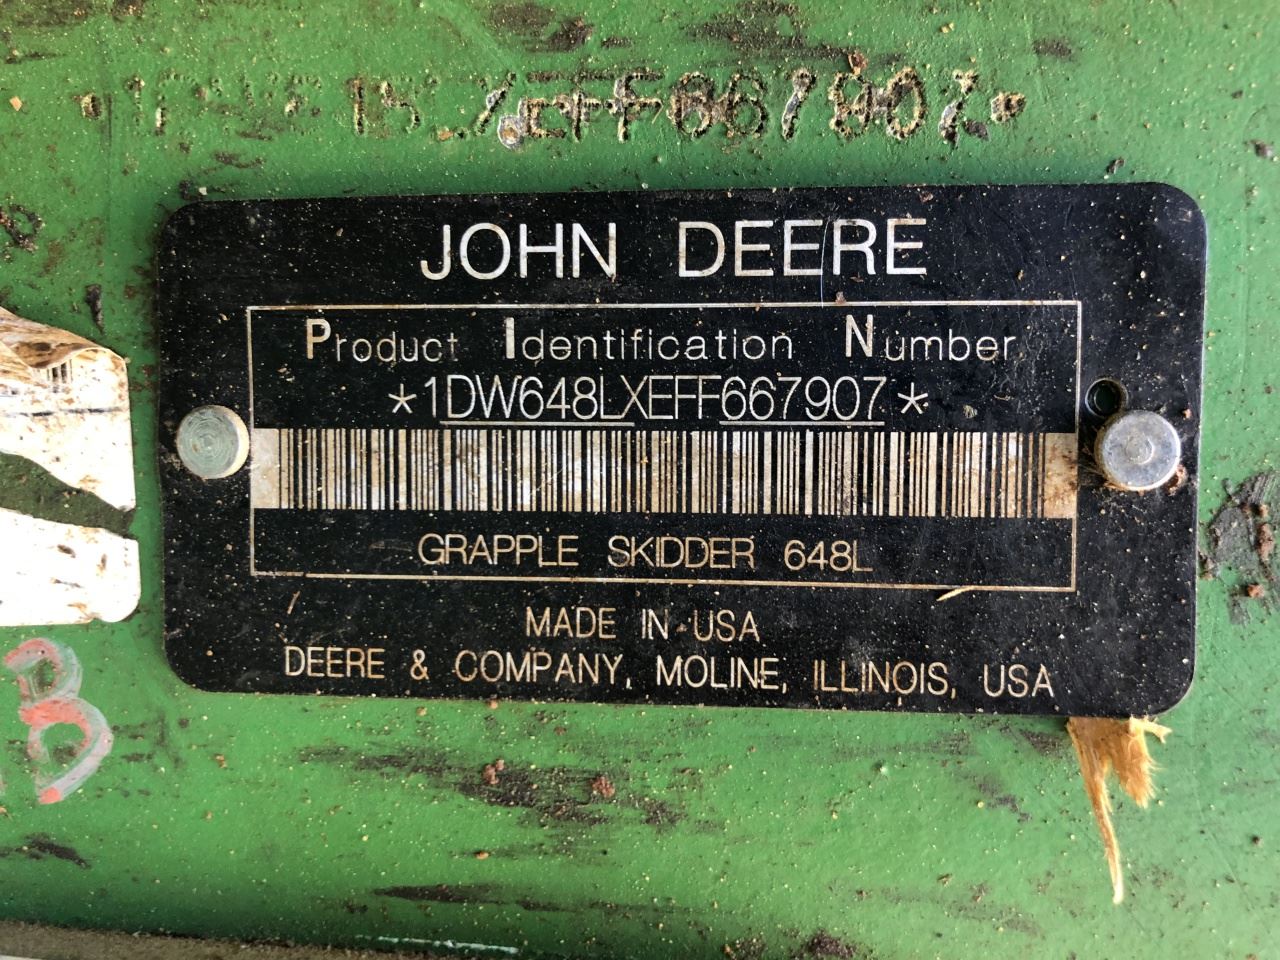 JOHN DEERE
Product Identification Number
*1DW648LXEFF667907*
GRAPPLE SKIDDER 648L
MADE IN USA
DEERE & COMPANY, MOLINE, ILLINOIS, USA
B